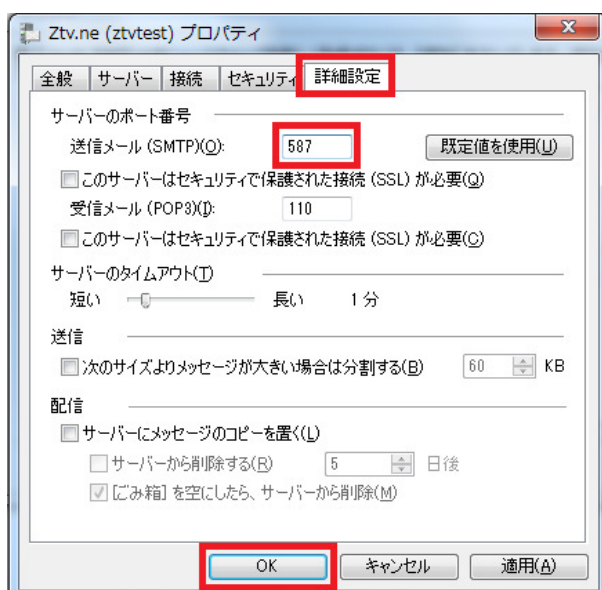 Ztv.ne (ztvtest) プロパティ
全般 サーバー 接続 セキュリティ 詳細設定
サーバーのポート番号
送信メール (SMTP)(O): 587 既定値を使用(U)
このサーバーはセキュリティで保護された接続 (SSL) が必要(Q)
受信メール (POP3)(I): 110
このサーバーはセキュリティで保護された接続 (SSL) が必要(C)
サーバーのタイムアウト(T)
短い 長い 1 分
送信
次のサイズよりメッセージが大きい場合は分割する(B) 60 KB
配信
サーバーにメッセージのコピーを置く(L)
サーバーから削除する(R) 5 日後
[ごみ箱] を空にしたら、サーバーから削除(M)
OK キャンセル 適用(A)